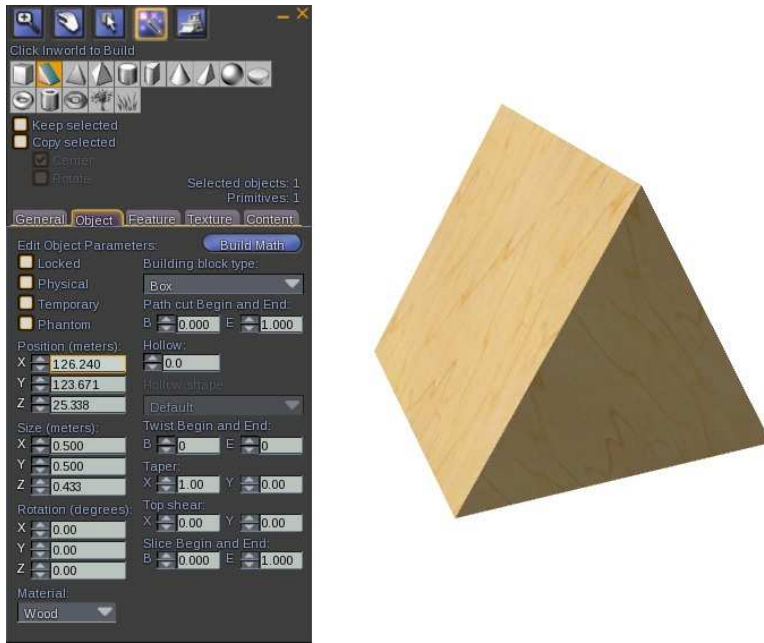 Click Inworld to Build
Keep selected
Copy selected
Center
Rotate
Selected objects: 1
Primitives: 1
General Object Feature Texture Content
Edit Object Parameters: Build Math
Locked
Physical
Temporary
Phantom
Position (meters):
X 126.240
Y 123.671
Z 25.338
Size (meters):
X 0.500
Y 0.500
Z 0.433
Rotation (degrees):
X 0.00
Y 0.00
Z 0.00
Material:
Wood
Building block type:
Box
Path cut Begin and End:
B 0.000 E 1.000
Hollow:
0.0
Hollow shape
Default
Twist Begin and End:
B 0 E 0
Taper:
X 1.00 Y 0.00
Top shear:
X 0.00 Y 0.00
Slice Begin and End:
B 0.000 E 1.000